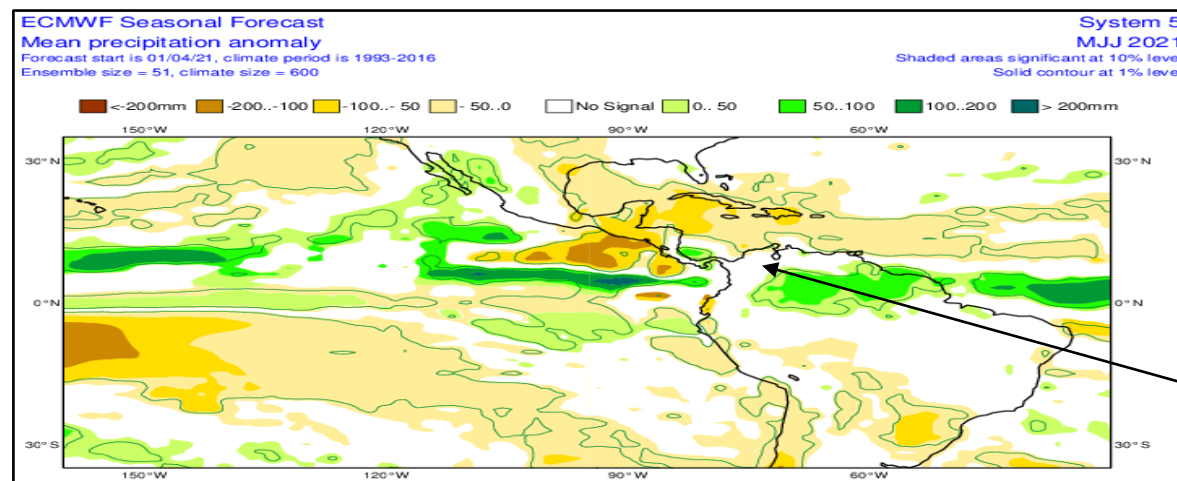 ECMWF Seasonal Forecast System 5
Mean precipitation anomaly MJJ 2021
Forecast start is 01/04/21, climate period is 1993-2016 Shaded areas significant at 10% level
Ensemble size = 51, climate size = 600 Solid contour at 1% level
<-200mm -200..-100 -100..- 50 - 50..0 No Signal 0.. 50 50..100 100..200 > 200mm
150°W 120°W 90°W 60°W
30°N 30°N
0°N 0°N
30°S 30°S
150°W 120°W 90°W 60°W